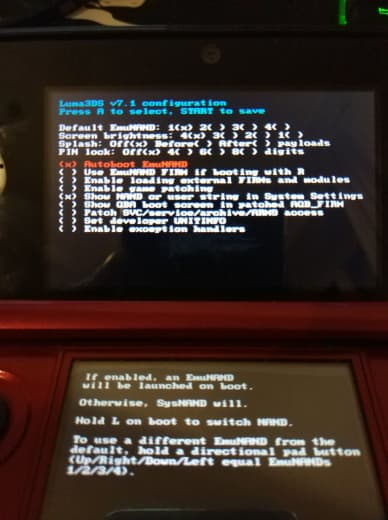 Luma3DS v7.1 configuration
Press A to select, START to save
Default EmuNAND: 1(x) 2( ) 3( ) 4( )
Screen brightness: 4(x) 3( ) 2( ) 1( )
Splash: Off(x) Before( ) After( ) payloads
PIN lock: Off(x) 4( ) 6( ) 8( ) digits
(x) Autoboot EmuNAND
( ) Use EmuNAND FIRM if booting with R
( ) Enable loading external FIRMs and modules
( ) Enable game patching
(x) Show NAND or user string in System Settings
( ) Show GBA boot screen in patched AGB_FIRM
( ) Patch SVC/service/archive/ARM9 access
( ) Set developer UNITINFO
( ) Enable exception handlers
If enabled, an EmuNAND
will be launched on boot.
Otherwise, SysNAND will.
Hold L on boot to switch NAND.
To use a different EmuNAND from the
default, hold a directional pad button
(Up/Right/Down/Left equal EmuNANDs
1/2/3/4).